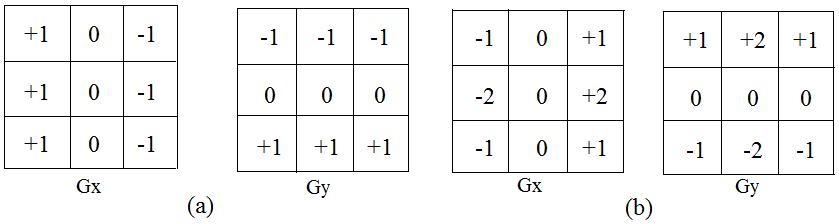 +1 0 -1
+1 0 -1
+1 0 -1
Gx
-1 -1 -1
0 0 0
+1 +1 +1
Gy
(a)
-1 0 +1
-2 0 +2
-1 0 +1
Gx
+1 +2 +1
0 0 0
-1 -2 -1
Gy
(b)